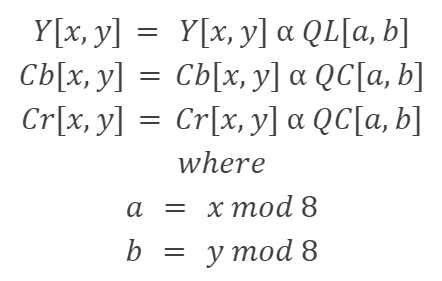 Y[x, y] = Y[x, y] α QL[a, b]
Cb[x, y] = Cb[x, y] α QC[a, b]
Cr[x, y] = Cr[x, y] α QC[a, b]
where
a = x mod 8
b = y mod 8